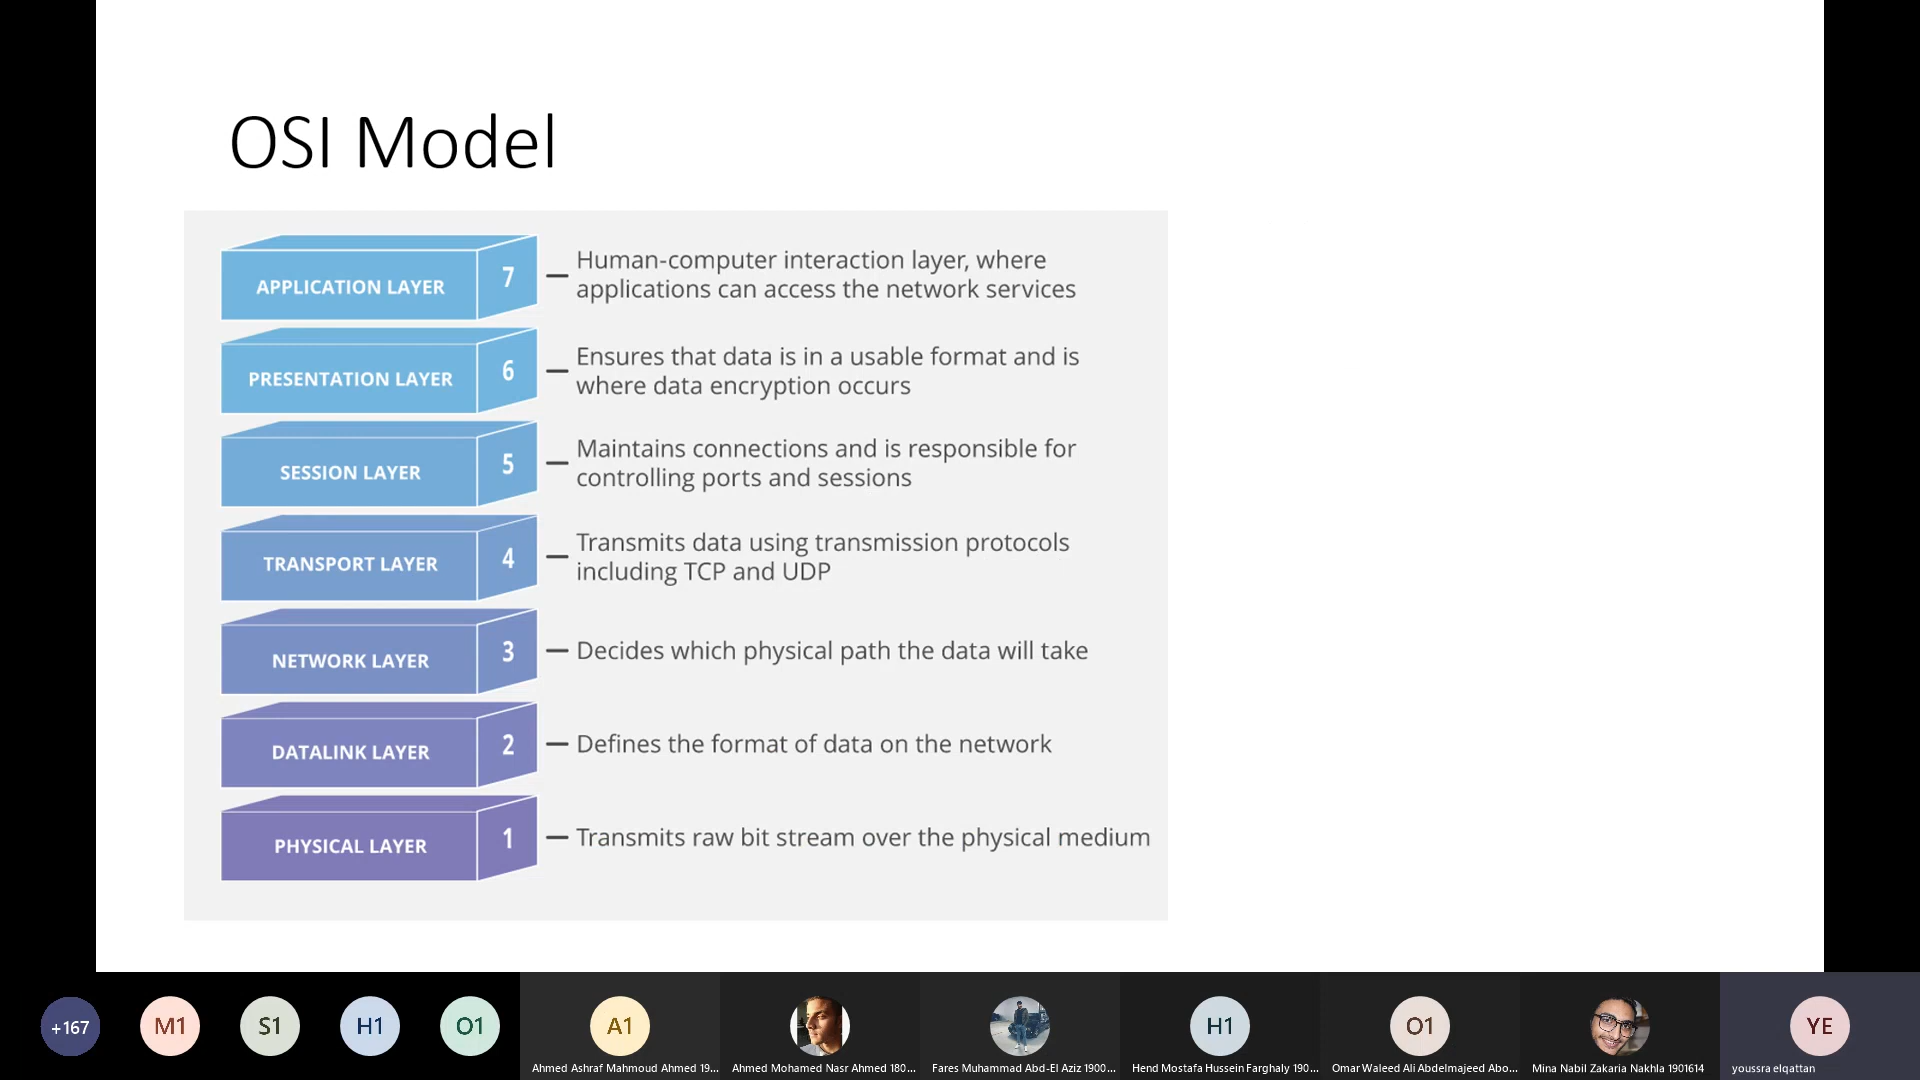 OSI Model
APPLICATION LAYER 7
Human-computer interaction layer, where
applications can access the network services
PRESENTATION LAYER 6
Ensures that data is in a usable format and is
where data encryption occurs
SESSION LAYER 5
Maintains connections and is responsible for
controlling ports and sessions
TRANSPORT LAYER 4
Transmits data using transmission protocols
including TCP and UDP
NETWORK LAYER 3
Decides which physical path the data will take
DATALINK LAYER 2
Defines the format of data on the network
PHYSICAL LAYER 1
Transmits raw bit stream over the physical medium
+167 M1 S1 H1 O1 A1 H1 O1 YE
Ahmed Ashraf Mahmoud Ahmed 19... Ahmed Mohamed Nasr Ahmed 180... Fares Muhammad Abd-El Aziz 1900... Hend Mostafa Hussein Farghaly 190... Omar Waleed Ali Abdelmajeed Abo... Mina Nabil Zakaria Nakhla 1901614 youssra elqattan